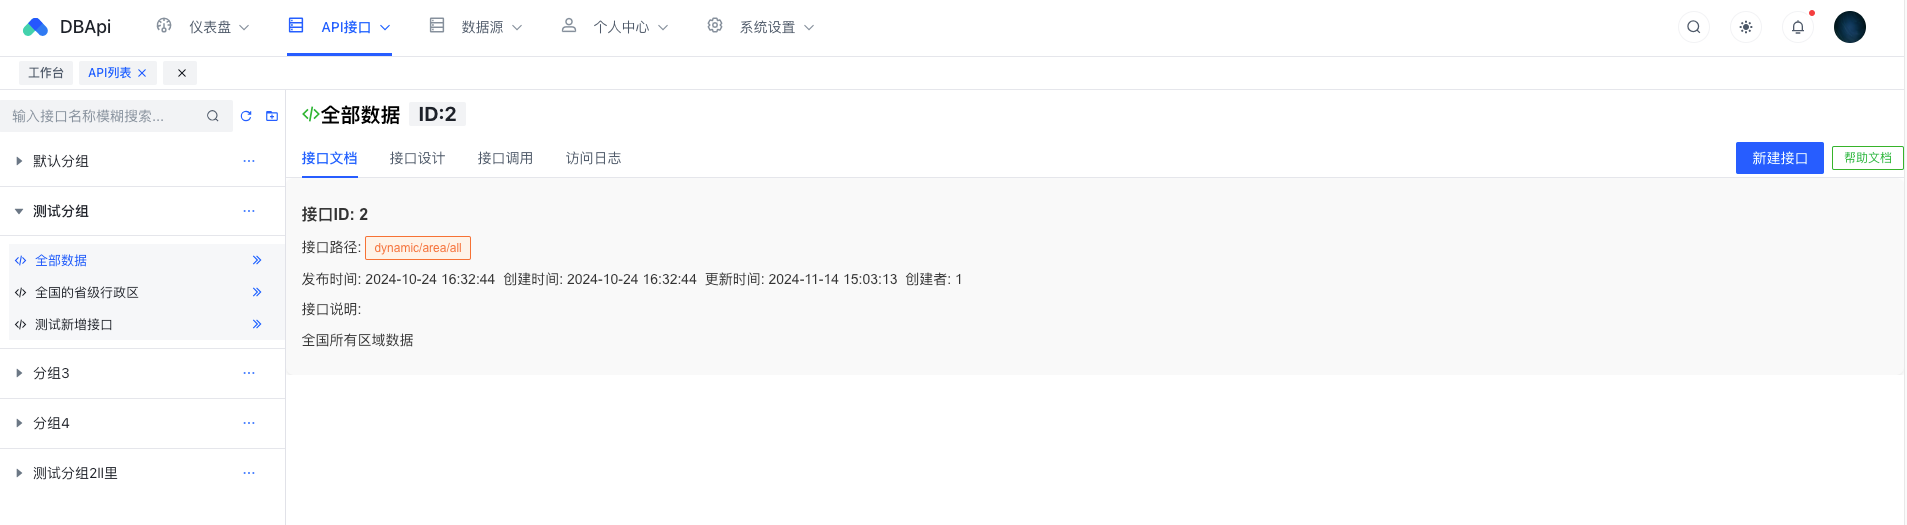 DBApi 仪表盘 API接口 数据源 个人中心 系统设置
工作台 API列表
输入接口名称模糊搜索...
默认分组
测试分组
全部数据
全国的省级行政区
测试新增接口
分组3
分组4
测试分组2ll里
全部数据 ID:2
接口文档 接口设计 接口调用 访问日志 新建接口 帮助文档
接口ID: 2
接口路径: dynamic/area/all
发布时间: 2024-10-24 16:32:44 创建时间: 2024-10-24 16:32:44 更新时间: 2024-11-14 15:03:13 创建者: 1
接口说明:
全国所有区域数据